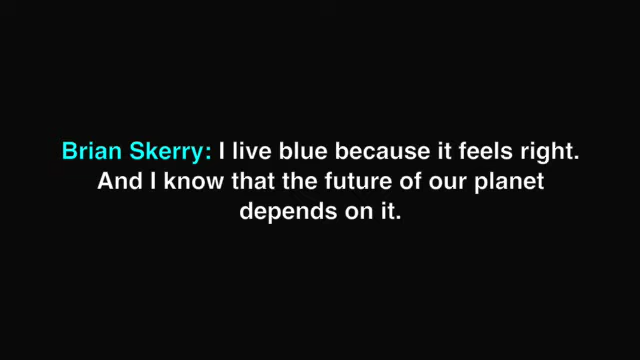 Brian Skerry: I live blue because it feels right.
And I know that the future of our planet
depends on it.